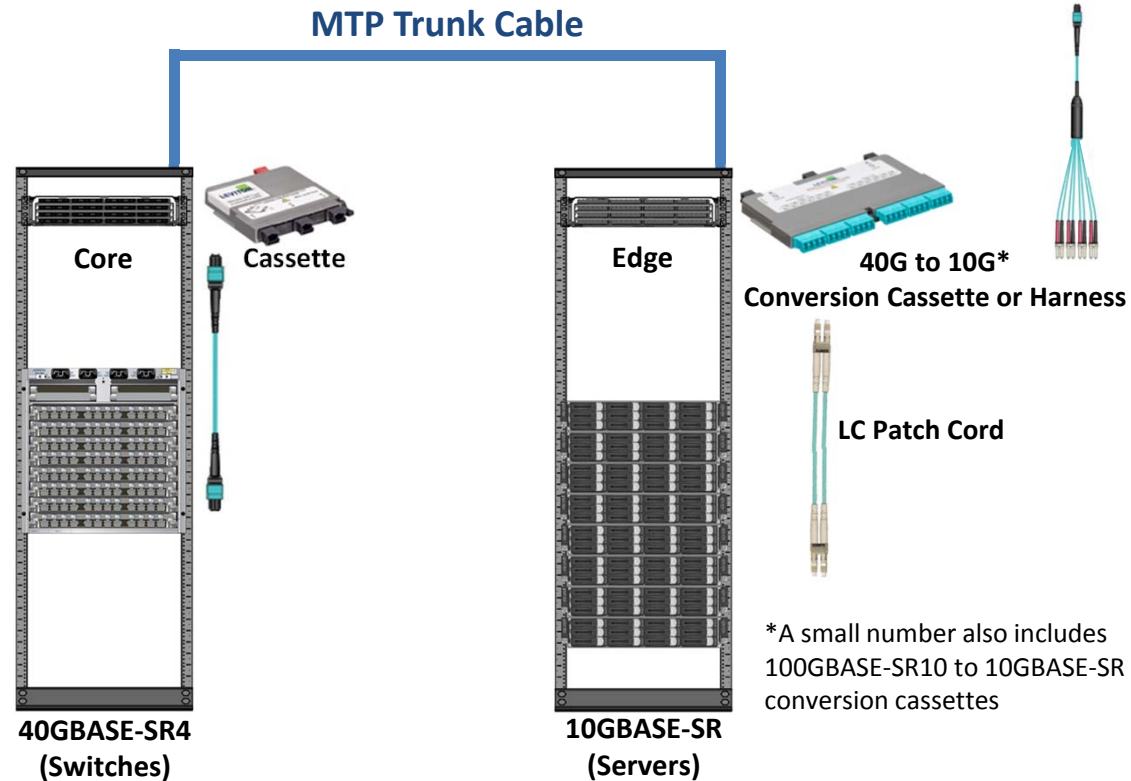 MTP Trunk Cable
LEVITON
Core
Cassette
Edge
40G to 10G*
Conversion Cassette or Harness
LC Patch Cord
*A small number also includes
100GBASE-SR10 to 10GBASE-SR
conversion cassettes
40GBASE-SR4
(Switches)
10GBASE-SR
(Servers)